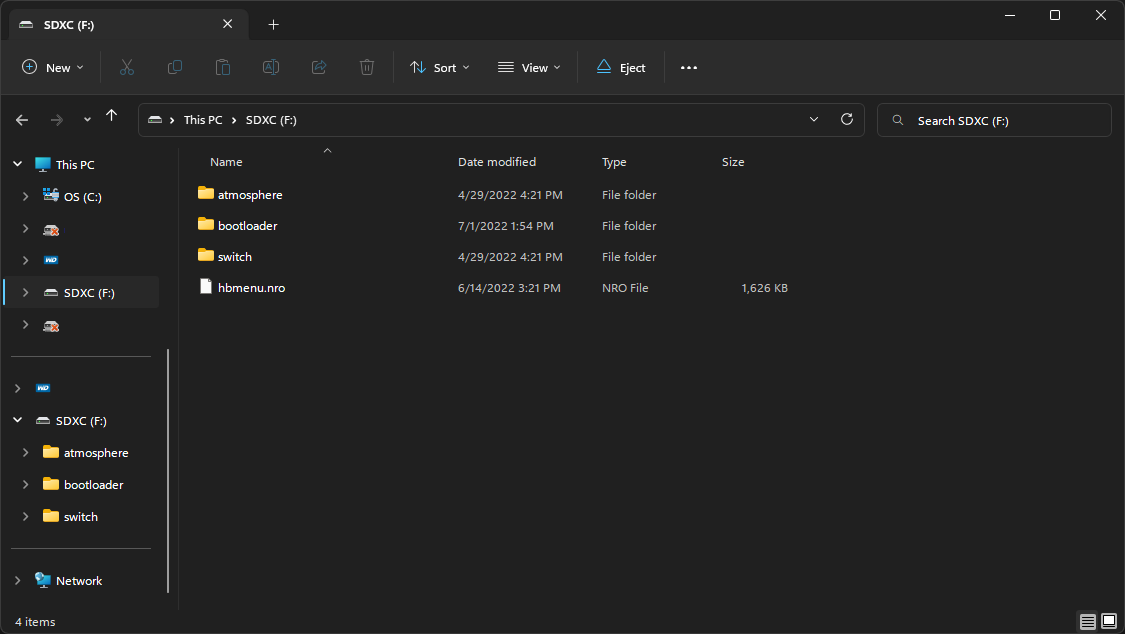 SDXC (F:)
New Sort View Eject
This PC SDXC (F:) Search SDXC (F:)
Name Date modified Type Size
atmosphere 4/29/2022 4:21 PM File folder
bootloader 7/1/2022 1:54 PM File folder
switch 4/29/2022 4:21 PM File folder
hbmenu.nro 6/14/2022 3:21 PM NRO File 1,626 KB
This PC
OS (C:)
WD
SDXC (F:)
WD
SDXC (F:)
atmosphere
bootloader
switch
Network
4 items